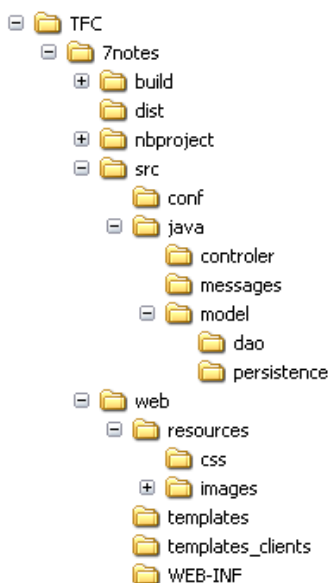 TFC
7notes
build
dist
nbproject
src
conf
java
controler
messages
model
dao
persistence
web
resources
css
images
templates
templates_clients
WEB-INF